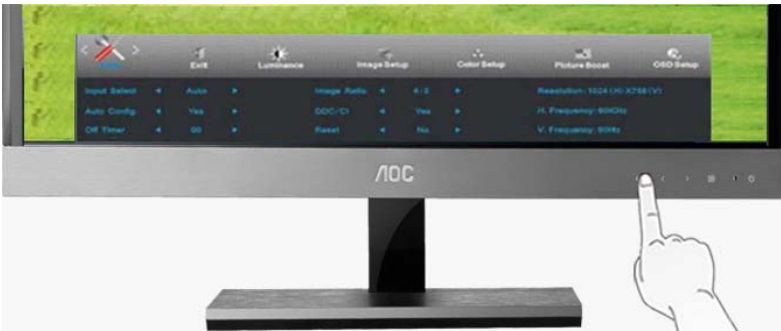 Exit Luminance Image Setup Color Setup Picture Boost OSD Setup
Input Select Auto Image Ratio 4:3 Resolution: 1024(H)X768(V)
Auto Config. Yes DDC/CI Yes H. Frequency: 60KHz
Off Timer 00 Reset No V. Frequency: 60Hz
AOC